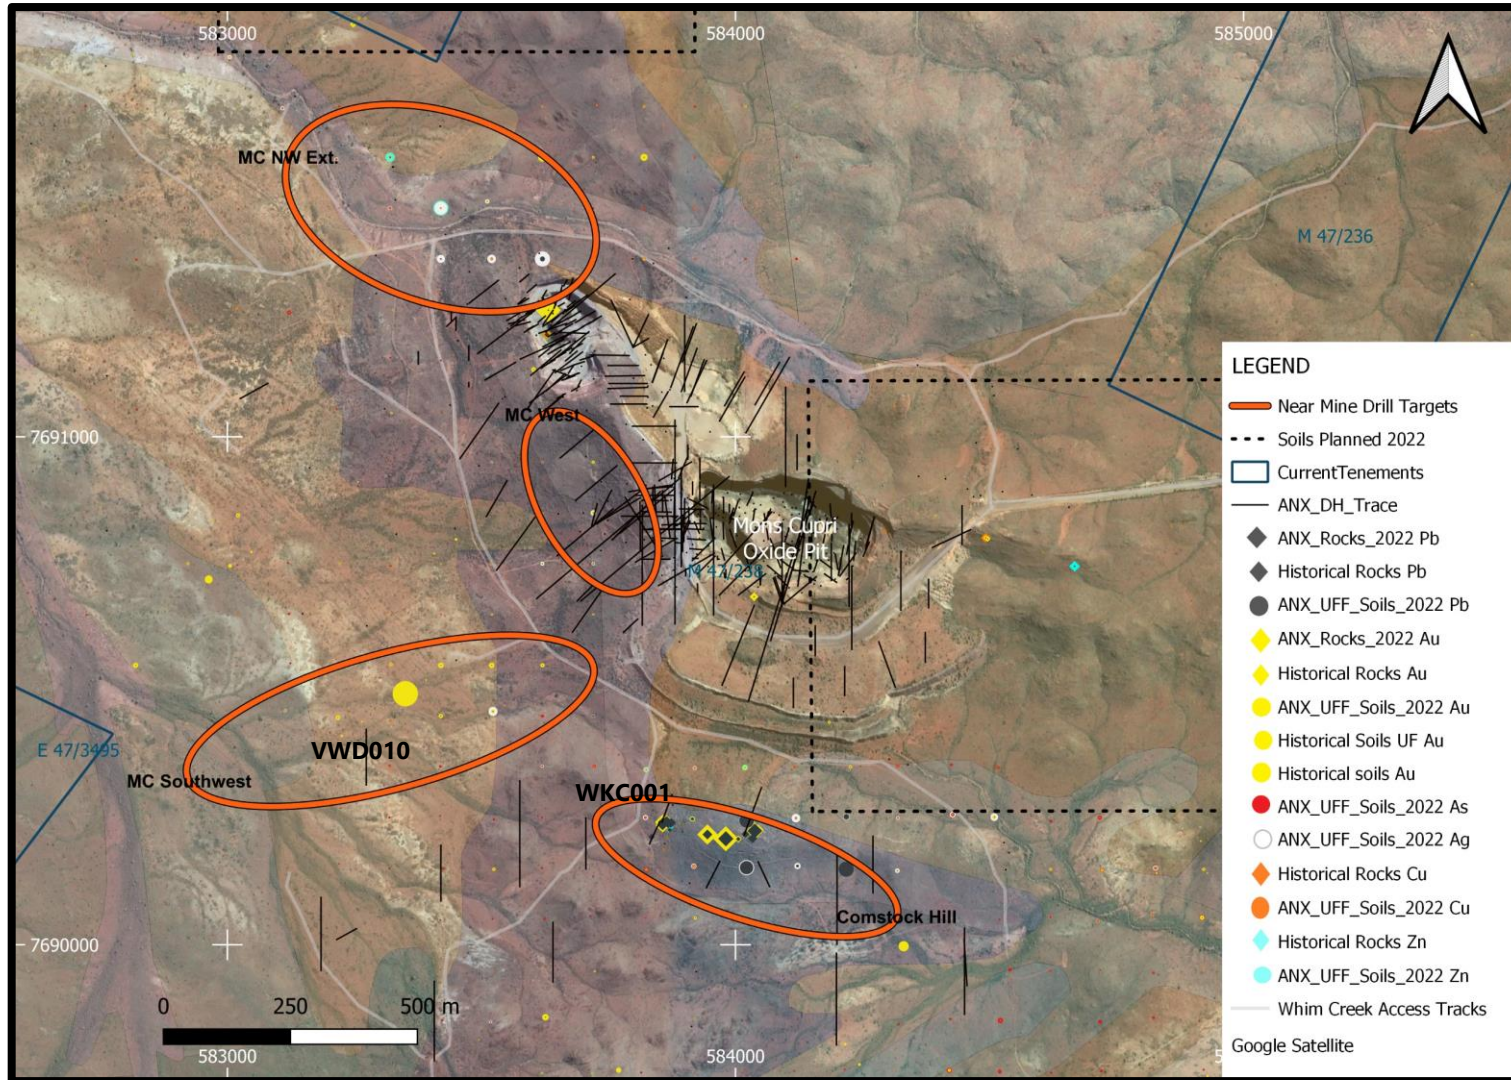 583000
584000
585000
MC NW Ext.
M 47/236
MC West
7691000
Mons Cupri
Oxide Pit
M 47/238
E 47/3495
VWD010
MC Southwest
WKC001
Comstock Hill
7690000
0
250
500 m
583000
584000
LEGEND
Near Mine Drill Targets
Soils Planned 2022
CurrentTenements
ANX_DH_Trace
ANX_Rocks_2022 Pb
Historical Rocks Pb
ANX_UFF_Soils_2022 Pb
ANX_Rocks_2022 Au
Historical Rocks Au
ANX_UFF_Soils_2022 Au
Historical Soils UF Au
Historical soils Au
ANX_UFF_Soils_2022 As
ANX_UFF_Soils_2022 Ag
Historical Rocks Cu
ANX_UFF_Soils_2022 Cu
Historical Rocks Zn
ANX_UFF_Soils_2022 Zn
Whim Creek Access Tracks
Google Satellite